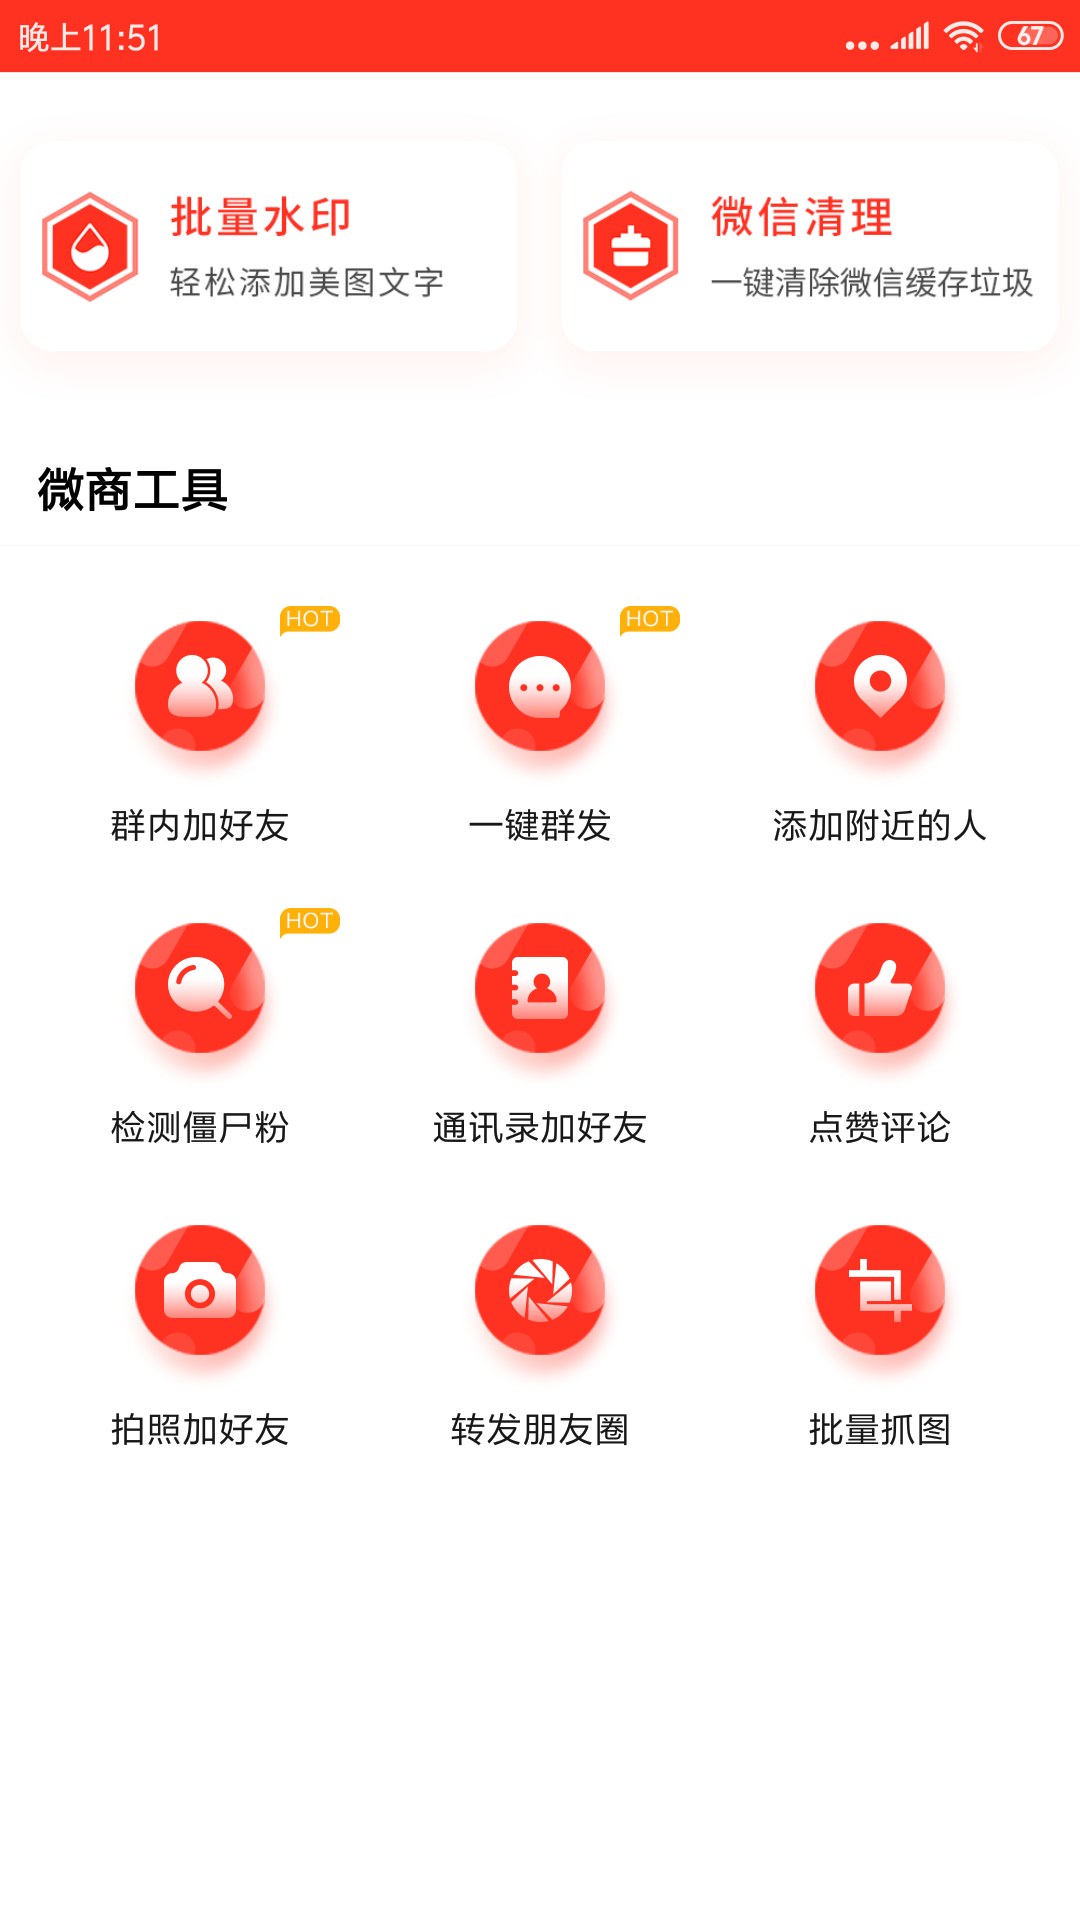 晚上11:51
67
批量水印
轻松添加美图文字
微信清理
一键清除微信缓存垃圾
微商工具
HOT
HOT
群内加好友
一键群发
添加附近的人
HOT
检测僵尸粉
通讯录加好友
点赞评论
拍照加好友
转发朋友圈
批量抓图